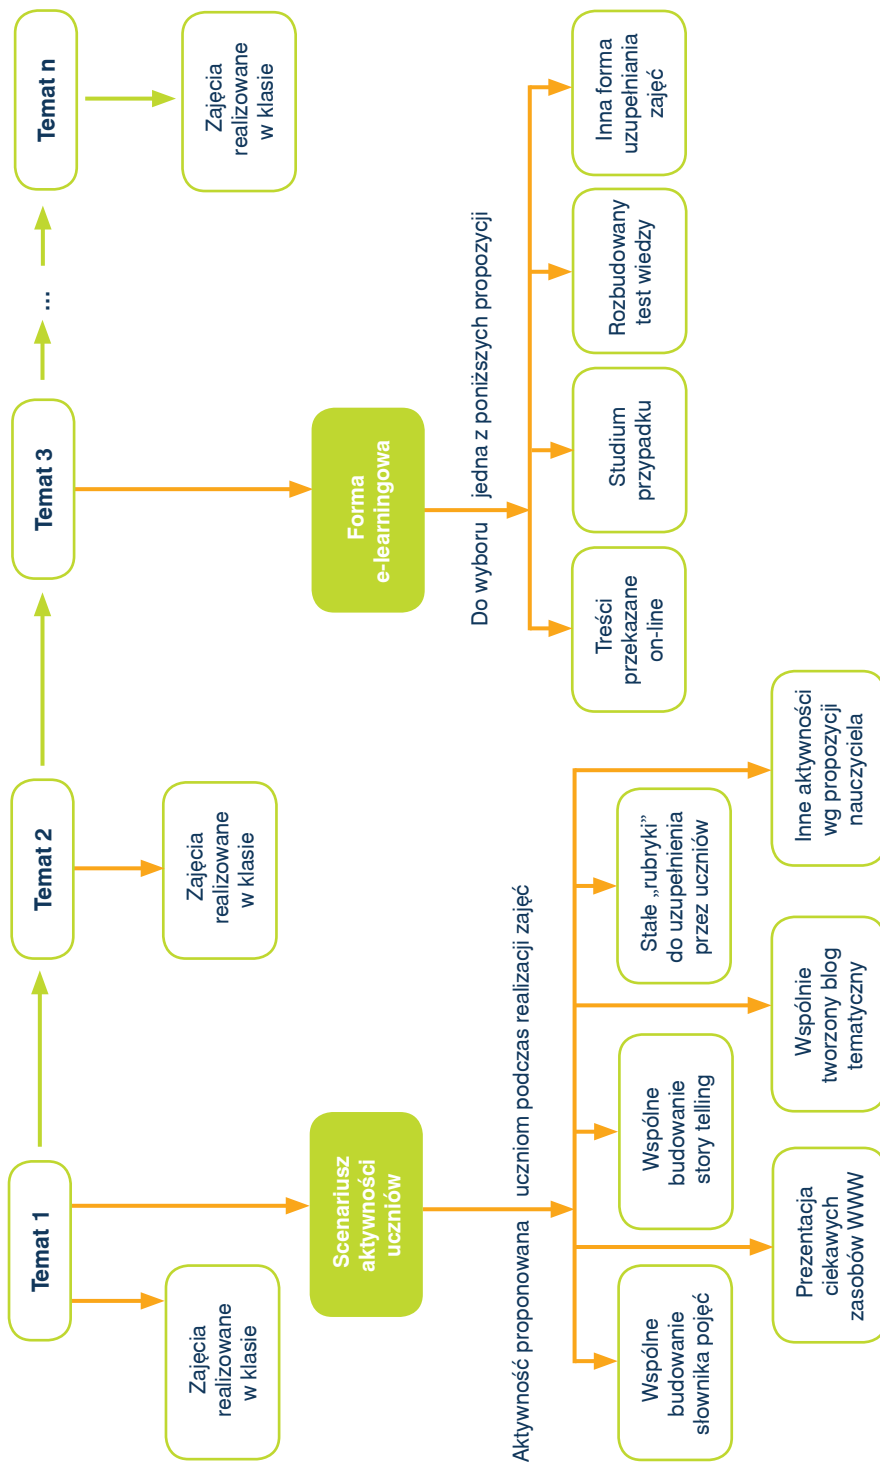 Temat 1
Temat 2
Temat 3
...
Temat n
Zajęcia
realizowane
w klasie
Scenariusz
aktywności
uczniów
Zajęcia
realizowane
w klasie
Forma
e-learningowa
Zajęcia
realizowane
w klasie
Aktywność proponowana uczniom podczas realizacji zajęć
Wspólne
budowanie
słownika pojęć
Wspólne
budowanie
story telling
Stałe „rubryki”
do uzupełnienia
przez uczniów
Prezentacja
ciekawych
zasobów WWW
Wspólnie
tworzony blog
tematyczny
Inne aktywności
wg propozycji
nauczyciela
Do wyboru jedna z poniższych propozycji
Treści
przekazane
on-line
Studium
przypadku
Rozbudowany
test wiedzy
Inna forma
uzupełniania
zajęć